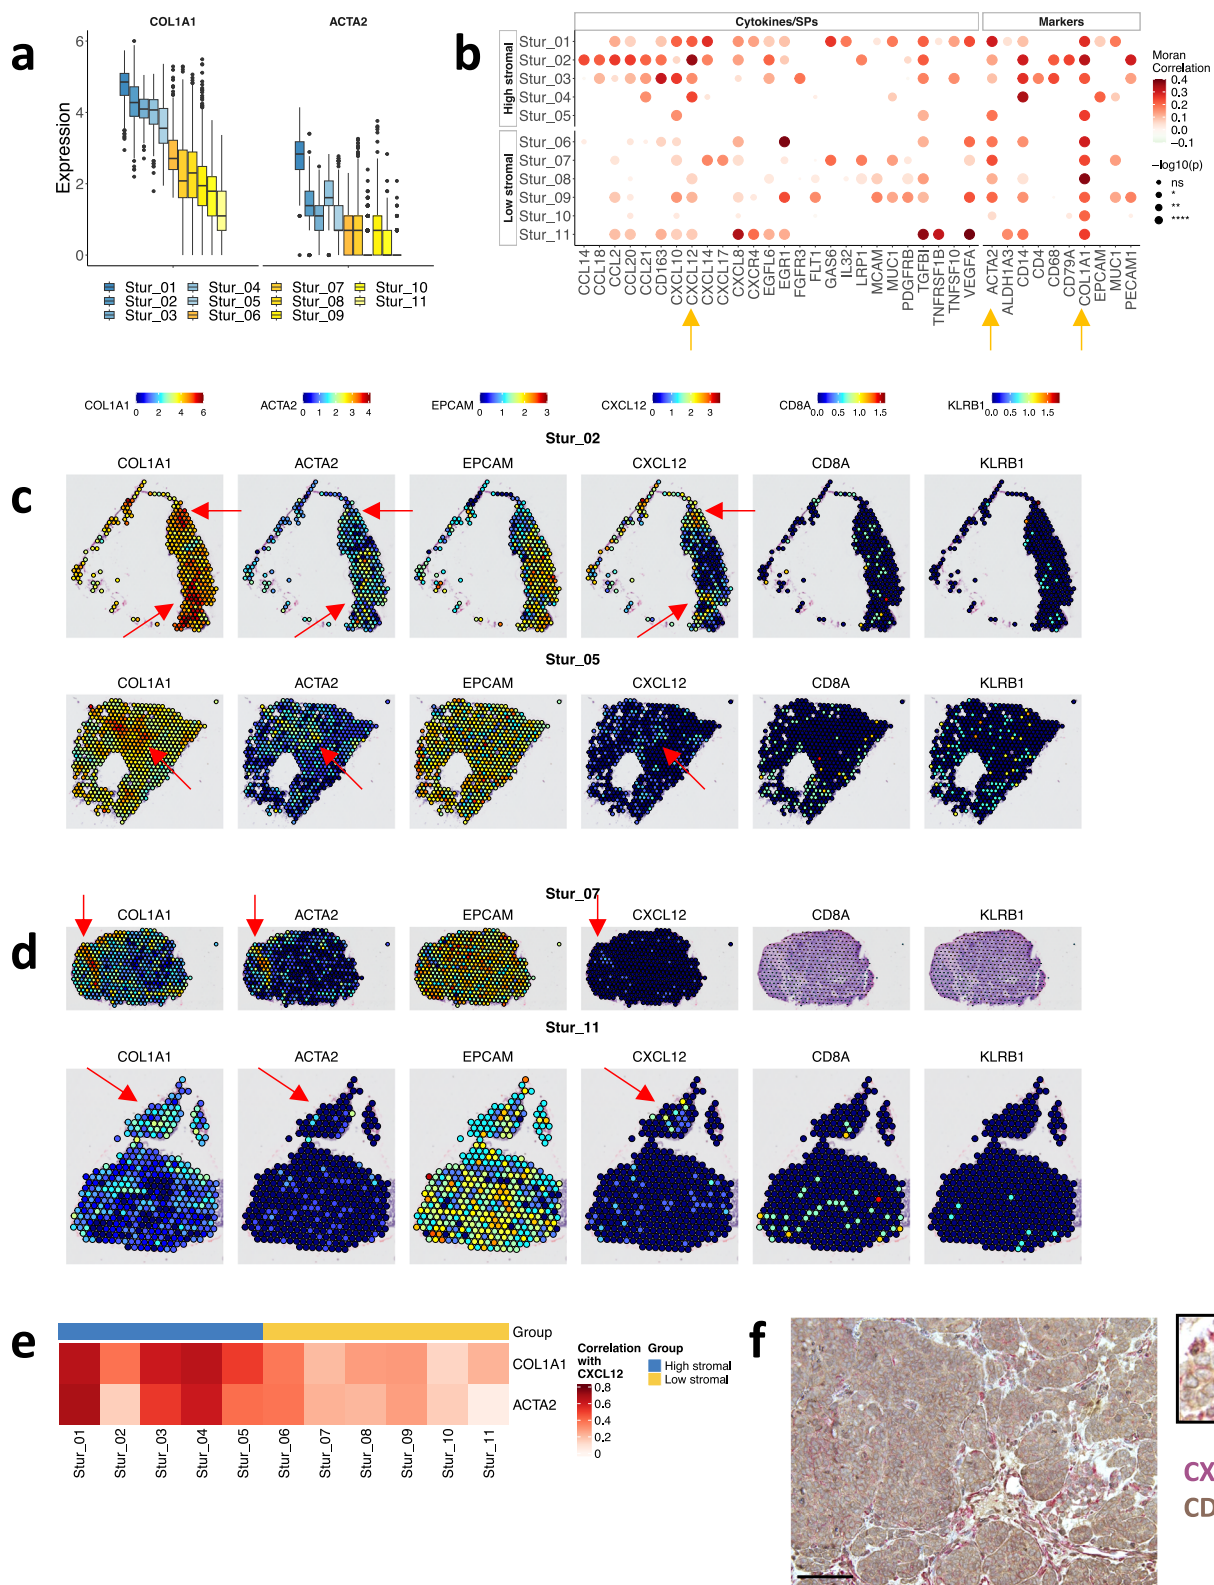 a
COL1A1 ACTA2
Expression
6
4
2
0
Stur_01 Stur_04 Stur_07 Stur_10
Stur_02 Stur_05 Stur_08 Stur_11
Stur_03 Stur_06 Stur_09
b
Cytokines/SPs Markers
High stromal
Stur_01
Stur_02
Stur_03
Stur_04
Stur_05
Low stromal
Stur_06
Stur_07
Stur_08
Stur_09
Stur_10
Stur_11
CCL14 CCL18 CCL2 CCL20 CCL21 CD163 CXCL10 CXCL12 CXCL14 CXCL17 CXCL8 CXCR4 EGFL6 EGR1 FGFR3 FLT1 GAS6 IL32 LRP1 MCAM MUC1 PDGFRB TGFBI TNFRSF1B TNFSF10 VEGFA ACTA2 ALDH1A3 CD14 CD4 CD68 CD79A COL1A1 EPCAM MUC1 PECAM1
Moran
Correlation
0.4
0.3
0.2
0.1
0.0
−0.1
−log10(p)
ns
*
**
****
COL1A1 0 2 4 6 ACTA2 0 1 2 3 4 EPCAM 0 1 2 3 CXCL12 0 1 2 3 CD8A 0.0 0.5 1.0 1.5 KLRB1 0.0 0.5 1.0 1.5
Stur_02
c
COL1A1 ACTA2 EPCAM CXCL12 CD8A KLRB1
Stur_05
COL1A1 ACTA2 EPCAM CXCL12 CD8A KLRB1
Stur_07
d
COL1A1 ACTA2 EPCAM CXCL12 CD8A KLRB1
Stur_11
COL1A1 ACTA2 EPCAM CXCL12 CD8A KLRB1
e
Group
COL1A1
ACTA2
Stur_01 Stur_02 Stur_03 Stur_04 Stur_05 Stur_06 Stur_07 Stur_08 Stur_09 Stur_10 Stur_11
Correlation
with
CXCL12
0.8
0.6
0.4
0.2
0
Group
High stromal
Low stromal
f
CX
CD